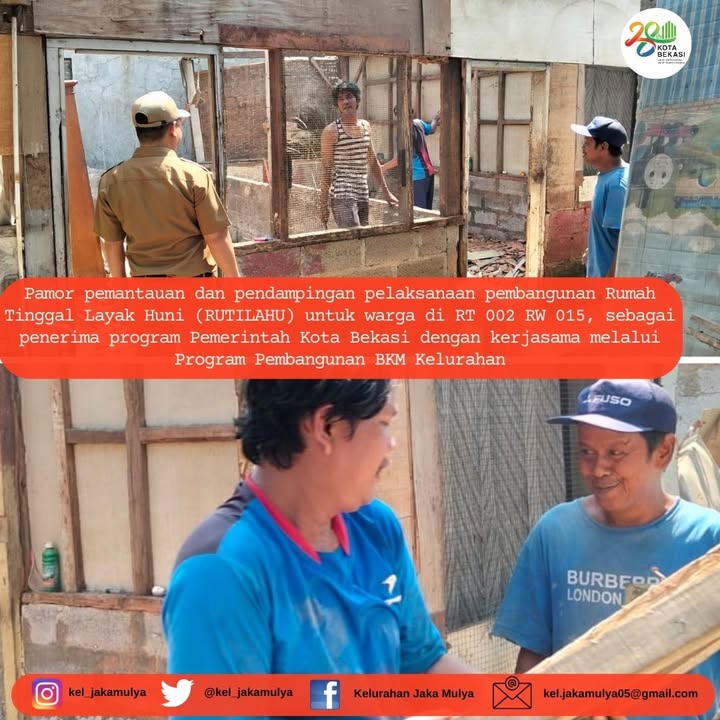 28 KOTA
BEKASI
Pamor pemantauan dan pendampingan pelaksanaan pembangunan Rumah
Tinggal Layak Huni (RUTILAHU) untuk warga di RT 002 RW 015, sebagai
penerima program Pemerintah Kota Bekasi dengan kerjasama melalui
Program Pembangunan BKM Kelurahan
FUSO
BURBERRY
LONDON
kel_jakamulya
@kel_jakamulya
Kelurahan Jaka Mulya
kel.jakamulya05@gmail.com